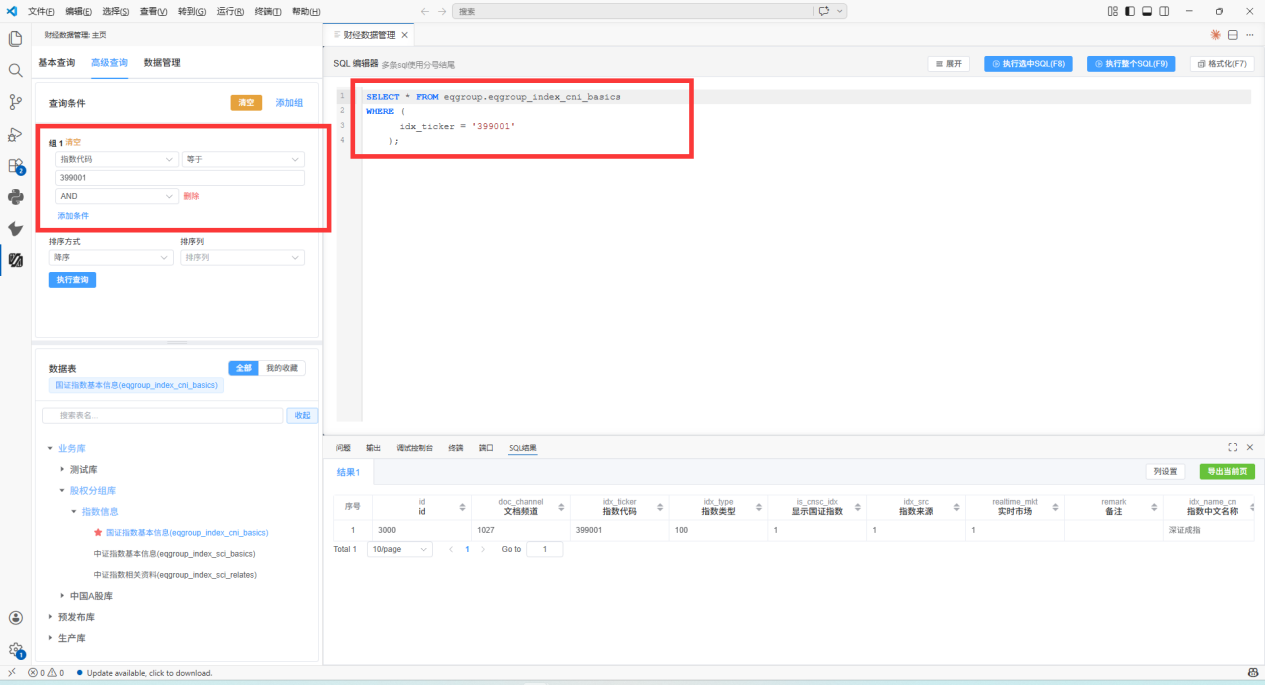 文件(F) 编辑(E) 选择(S) 查看(V) 转到(G) 运行(R) 终端(T) 帮助(H)
搜索
财经数据管理: 主页
基本查询 高级查询 数据管理
查询条件 清空 添加组
组 1 清空
指数代码 等于
399001
AND 删除
添加条件
排序方式 排序列
降序 排序列
执行查询
数据表 全部 我的收藏
国证指数基本信息(eqgroup_index_cni_basics)
搜索表名... 收起
业务库
测试库
股权分组库
指数信息
国证指数基本信息(eqgroup_index_cni_basics)
中证指数基本信息(eqgroup_index_sci_basics)
中证指数相关资料(eqgroup_index_sci_relates)
中国A股库
预发布库
生产库
2
1
财经数据管理
SQL 编辑器 多条sql使用分号结尾 展开 执行选中SQL(F8) 执行整个SQL(F9) 格式化(F7)
1 SELECT * FROM eqgroup.eqgroup_index_cni_basics
2 WHERE (
3 idx_ticker = '399001'
4 );
问题 输出 调试控制台 终端 端口 SQL结果
结果1 列设置 导出当前页
id doc_channel idx_ticker idx_type is_cnsc_idx idx_src realtime_mkt remark idx_name_cn
序号 id 文档频道 指数代码 指数类型 显示国证指数 指数来源 实时市场 备注 指数中文名称
1 3000 1027 399001 100 1 1 1 深证成指
Total 1 10/page 1 Go to 1
0 0 Update available, click to download.